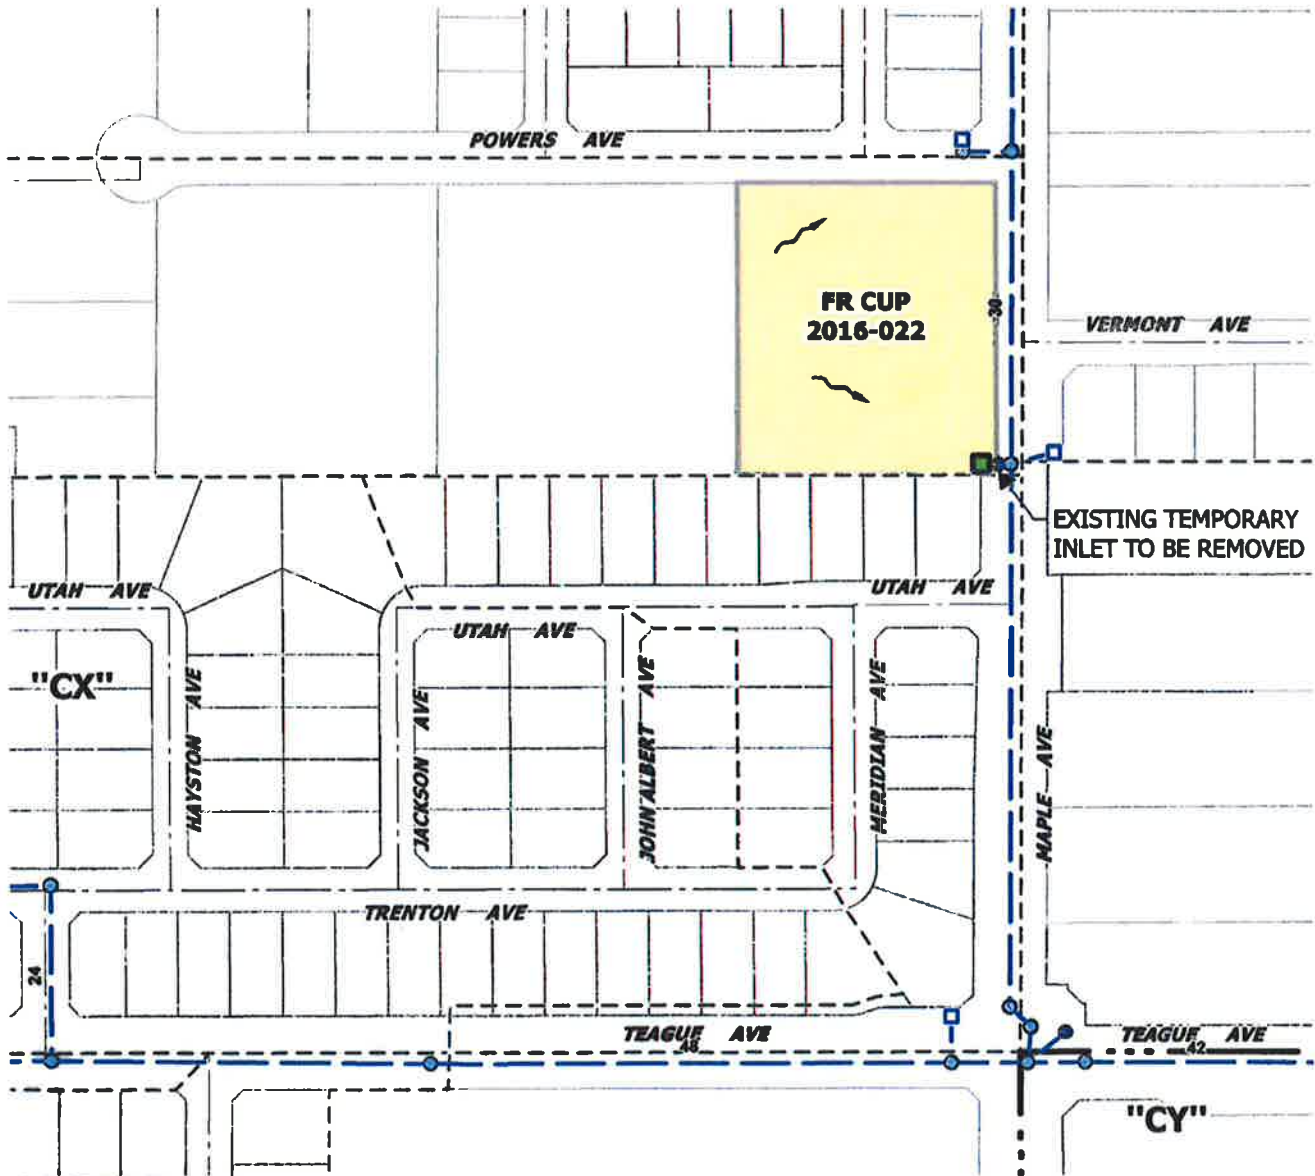 POWERS AVE
FR CUP
2016-022
30
VERMONT AVE
EXISTING TEMPORARY
INLET TO BE REMOVED
UTAH AVE
UTAH AVE
UTAH AVE
"CX"
HAYSTON AVE
JACKSON AVE
JOHN ALBERT AVE
MERIDIAN AVE
MAPLE AVE
TRENTON AVE
24
TEAGUE AVE
48
TEAGUE AVE
42
"CY"